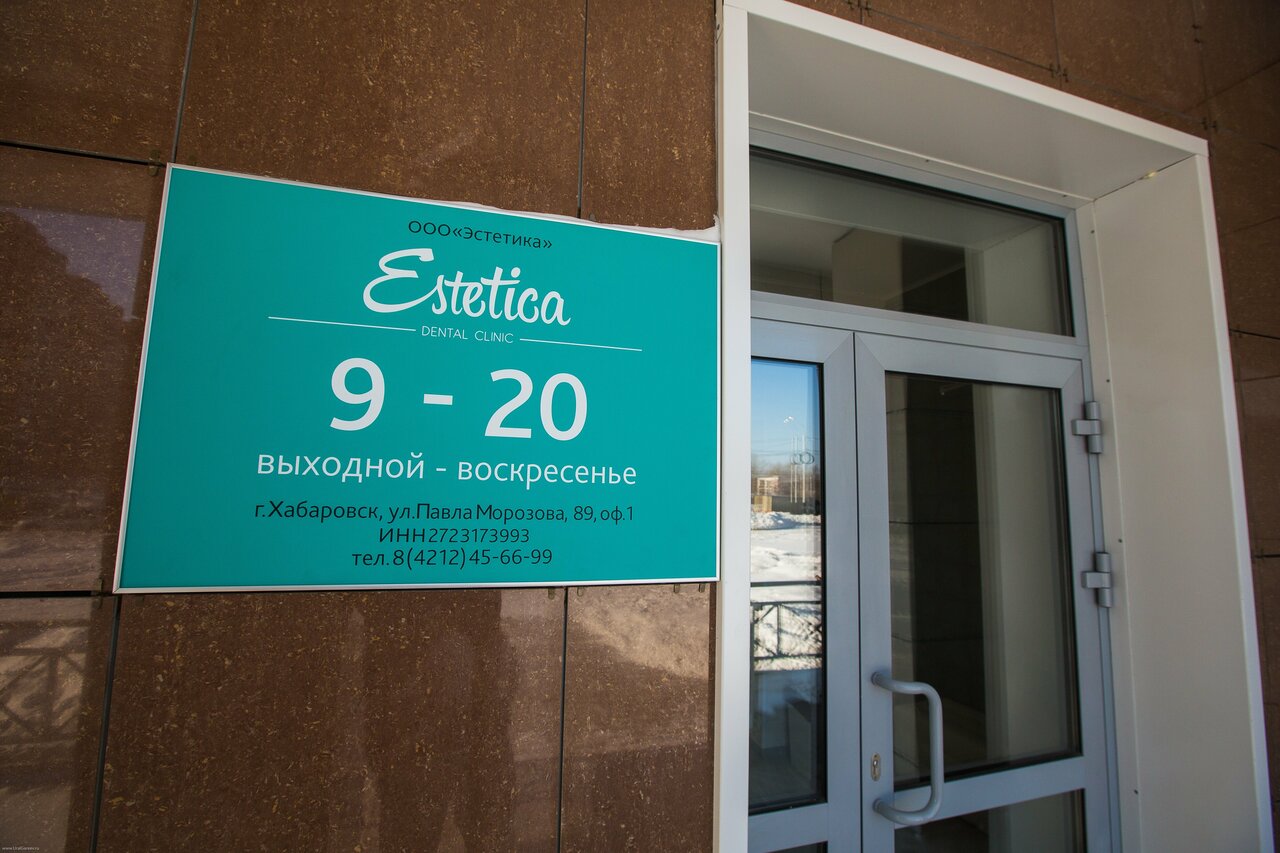 ООО«Эстетика»
Estetica
DENTAL CLINIC
9 - 20
выходной - воскресенье
г.Хабаровск, ул.Павла Морозова, 89, оф.1
ИНН2723173993
тел.8(4212)45-66-99